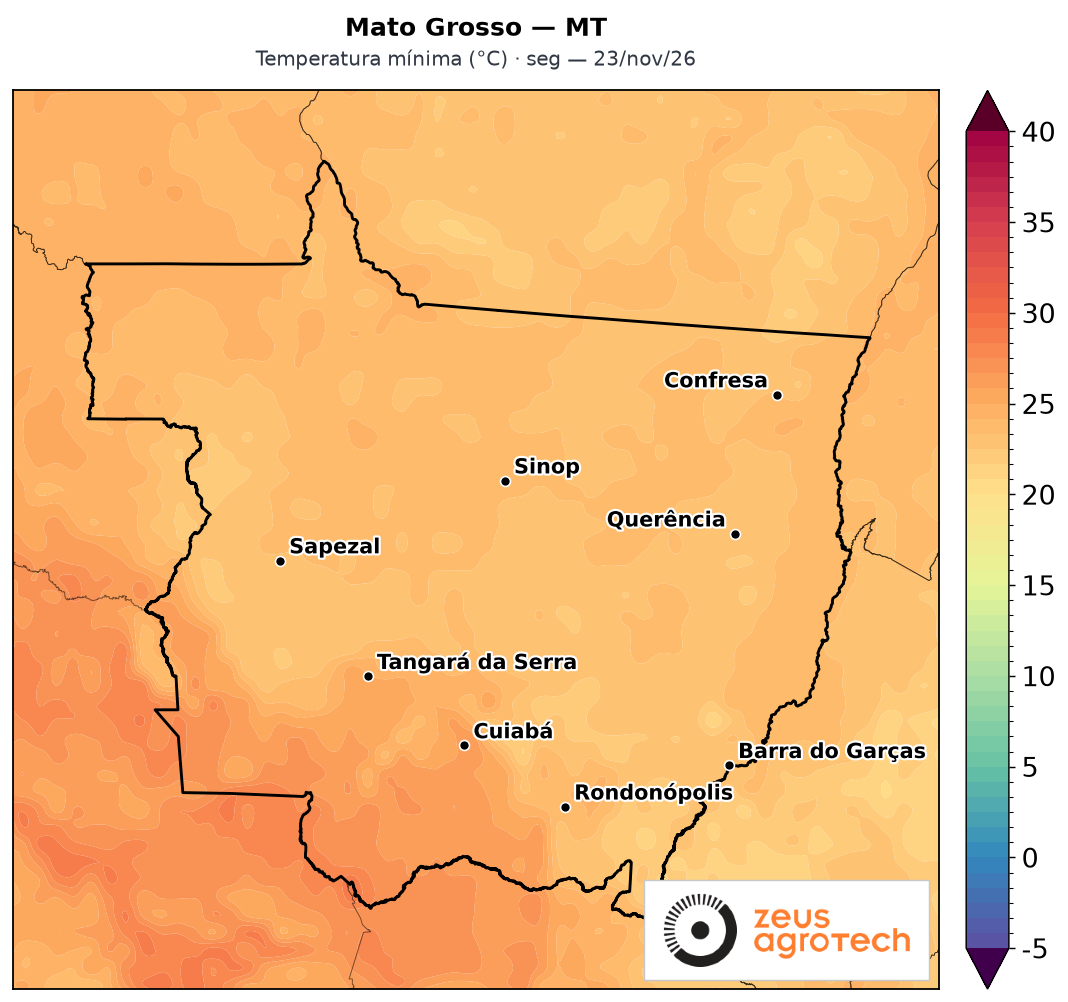 Mato Grosso — MT
Temperatura mínima (°C) · seg — 23/nov/26
Confresa
Sinop
Querência
Sapezal
Tangará da Serra
Cuiabá
Barra do Garças
Rondonópolis
40
35
30
25
20
15
10
5
0
-5
zeus
agrotech